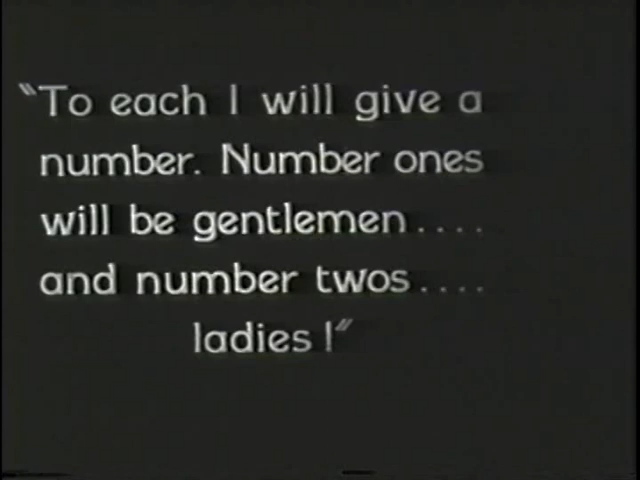 "To each I will give a
number. Number ones
will be gentlemen....
and number twos....
ladies!"